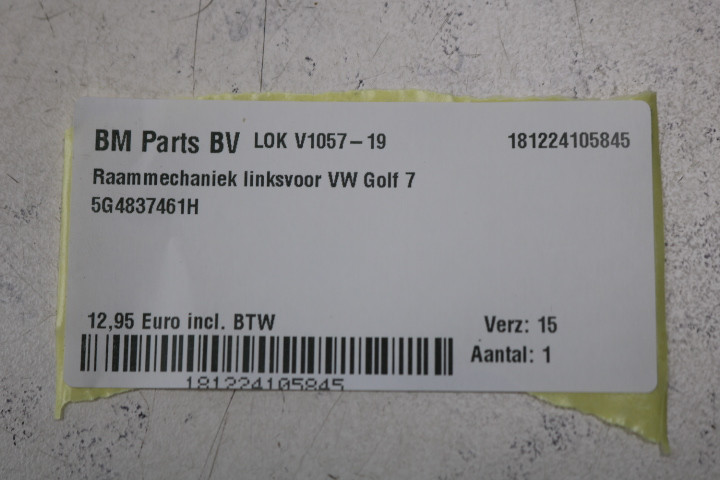 BM Parts BV LOK V1057-19 181224105845
Raammechaniek linksvoor VW Golf 7
5G4837461H
12,95 Euro incl. BTW Verz: 15
Aantal: 1
181224105845